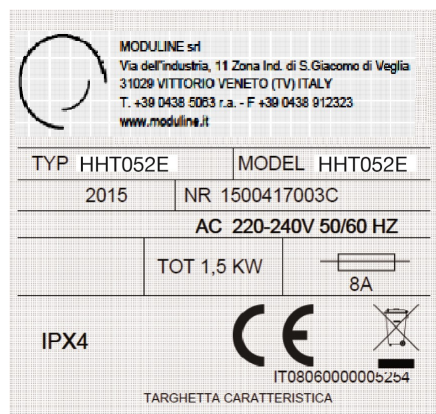 MODULINE srl
Via dell'industria, 11 Zona Ind. di S.Giacomo di Veglia
31029 VITTORIO VENETO (TV) ITALY
T. +39 0438 5063 r.a. - F +39 0438 912323
www.moduline.it
TYP HHT052E MODEL HHT052E
2015 NR 1500417003C
AC 220-240V 50/60 HZ
TOT 1,5 KW 8A
IPX4 CE
IT08060000005254
TARGHETTA CARATTERISTICA